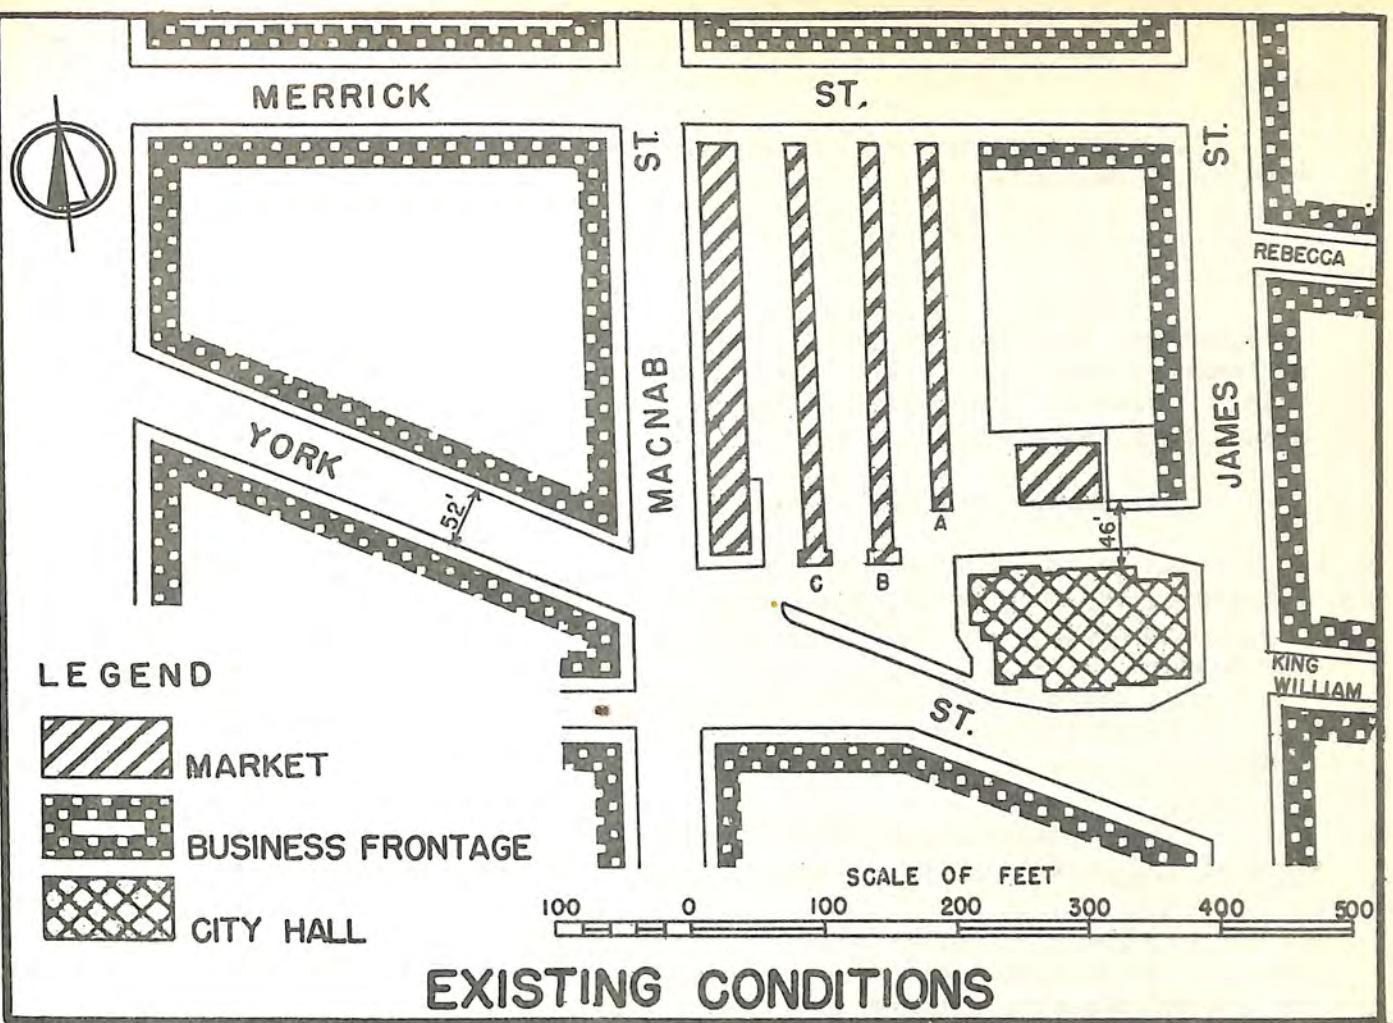 MERRICK ST.
ST.
ST.
REBECCA
MACNAB
JAMES
YORK
52'
46'
A
C B
KING
WILLIAM
ST.
LEGEND
MARKET
BUSINESS FRONTAGE
CITY HALL
SCALE OF FEET
100 0 100 200 300 400 500
EXISTING CONDITIONS